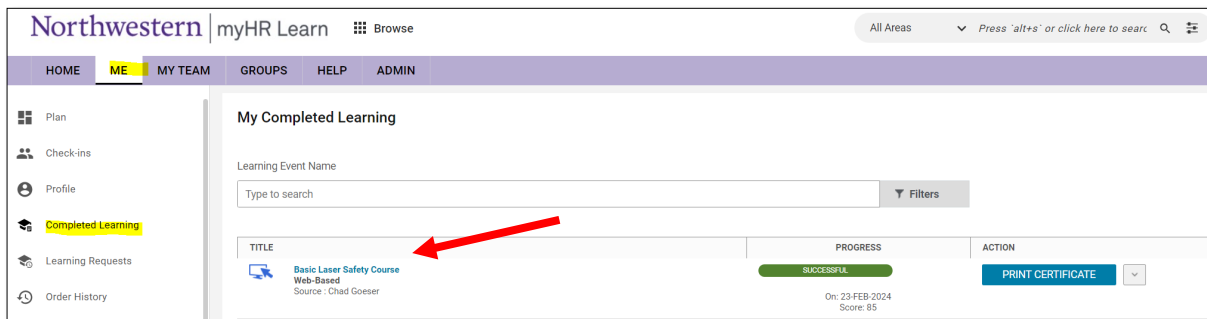 Northwestern | myHR Learn Browse All Areas Press `alt+s` or click here to searc
HOME ME MY TEAM GROUPS HELP ADMIN
Plan
Check-ins
Profile
Completed Learning
Learning Requests
Order History
My Completed Learning
Learning Event Name
Type to search Filters
TITLE PROGRESS ACTION
Basic Laser Safety Course SUCCESSFUL PRINT CERTIFICATE
Web-Based
Source : Chad Goeser
On: 23-FEB-2024
Score: 85